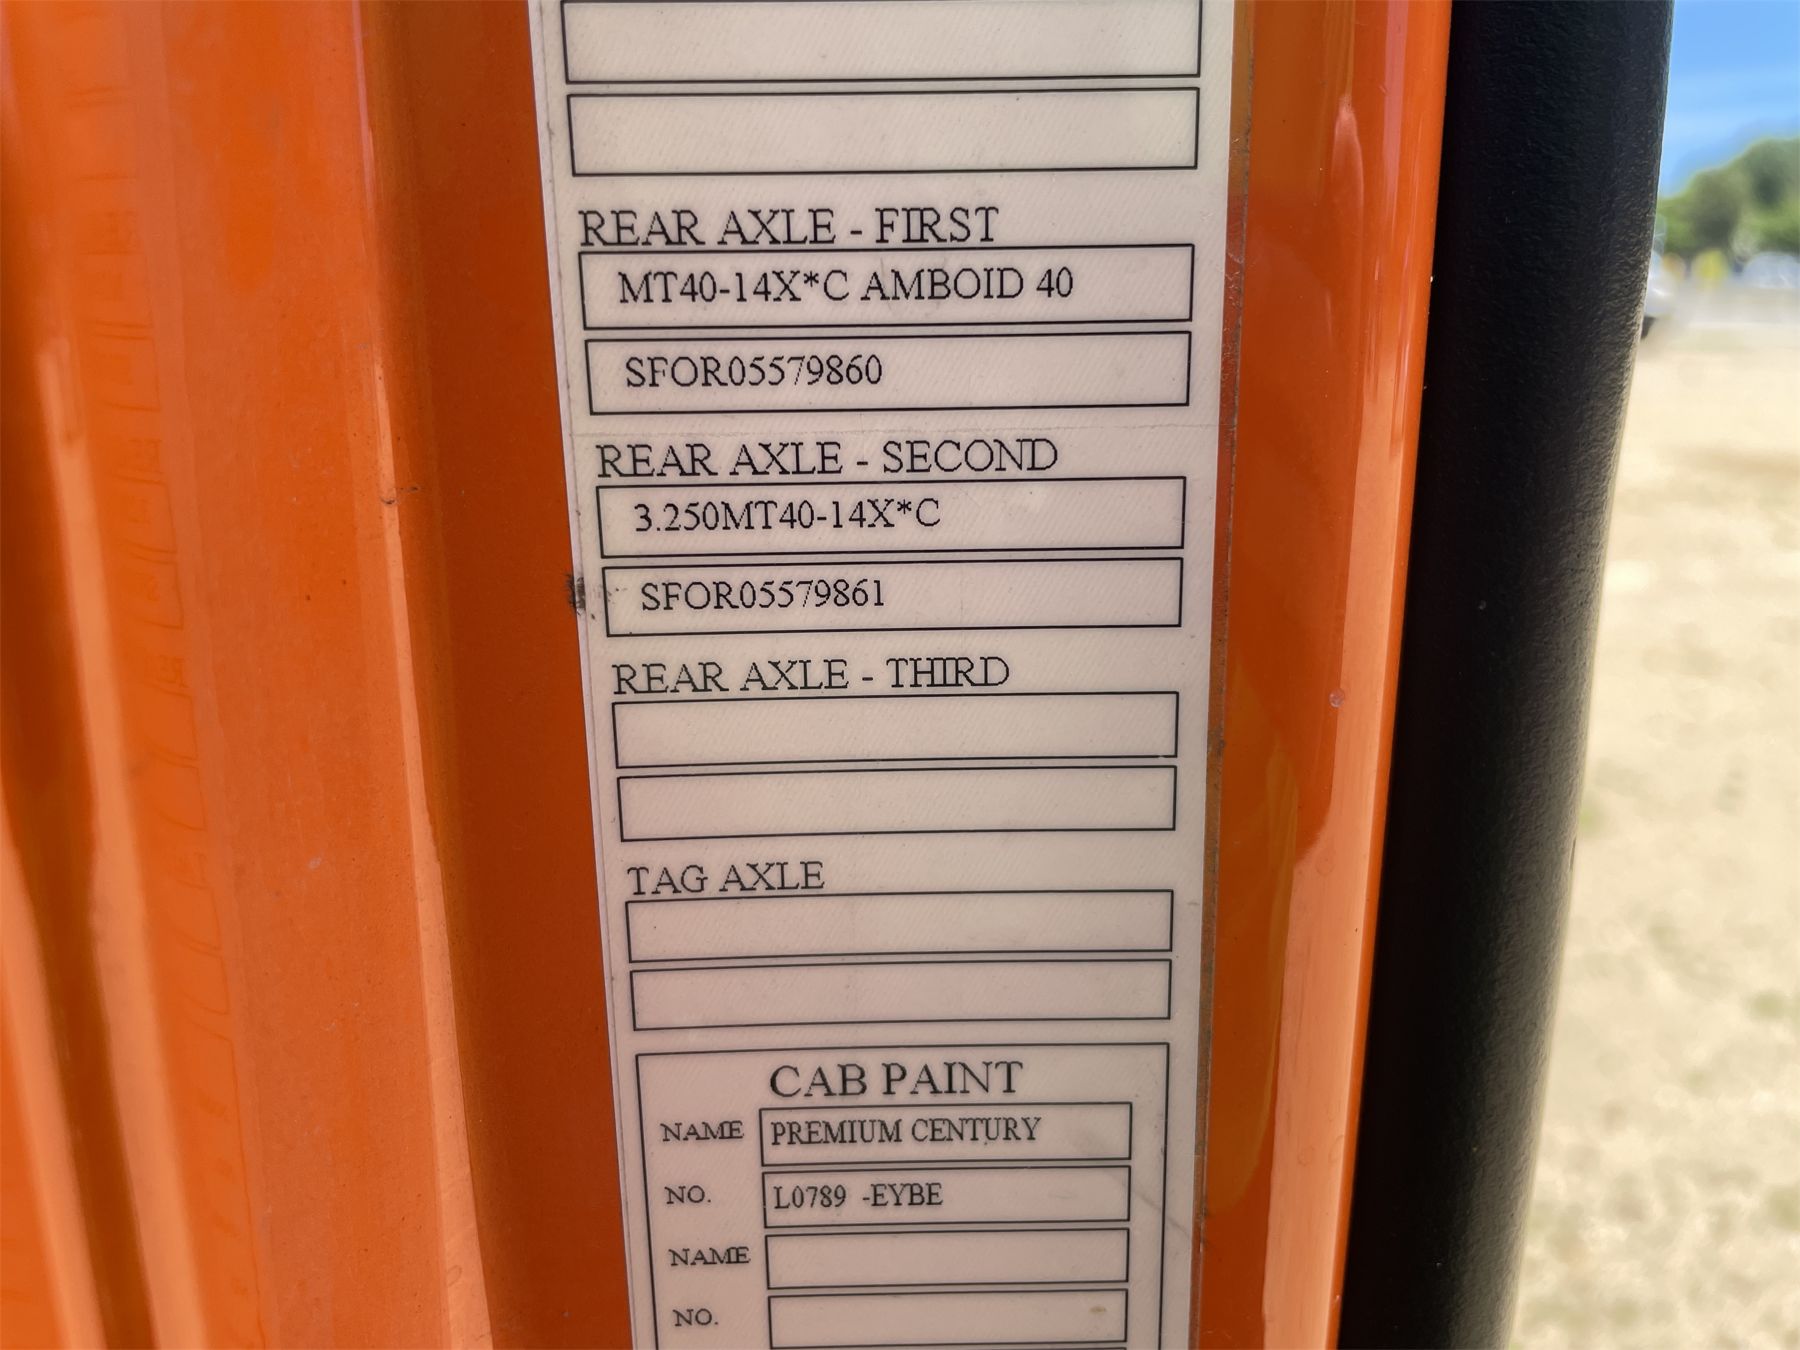 REAR AXLE - FIRST
MT40-14X*C AMBOID 40
SFOR05579860
REAR AXLE - SECOND
3.250MT40-14X*C
SFOR05579861
REAR AXLE - THIRD
TAG AXLE
CAB PAINT
NAME PREMIUM CENTURY
NO. L0789 -EYBE
NAME
NO.